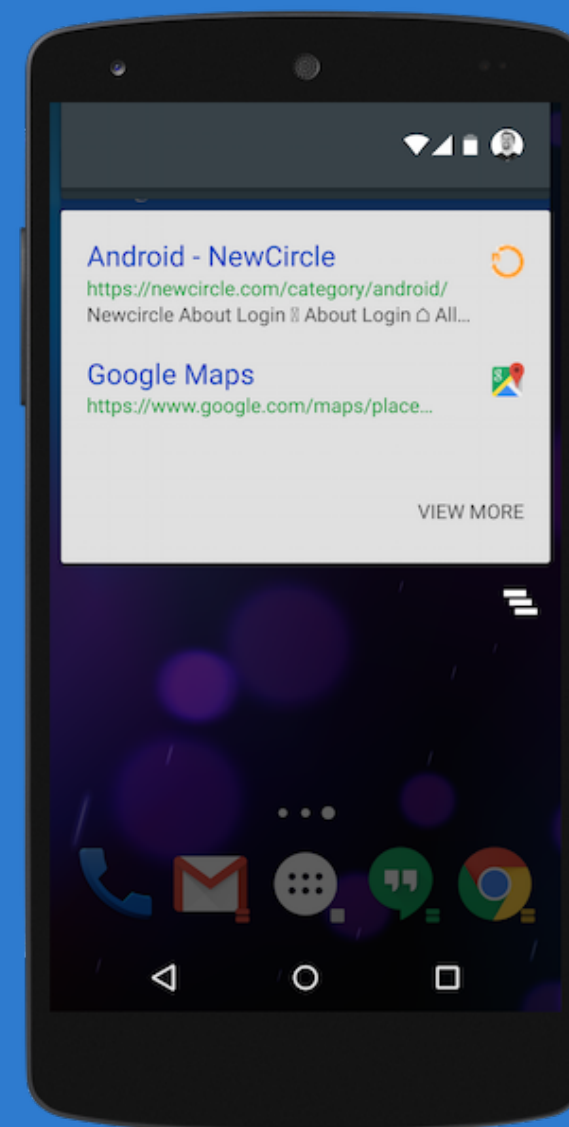 Android - NewCircle
https://newcircle.com/category/android/
Newcircle About Login ▯ About Login ⌂ All...
Google Maps
https://www.google.com/maps/place...
VIEW MORE